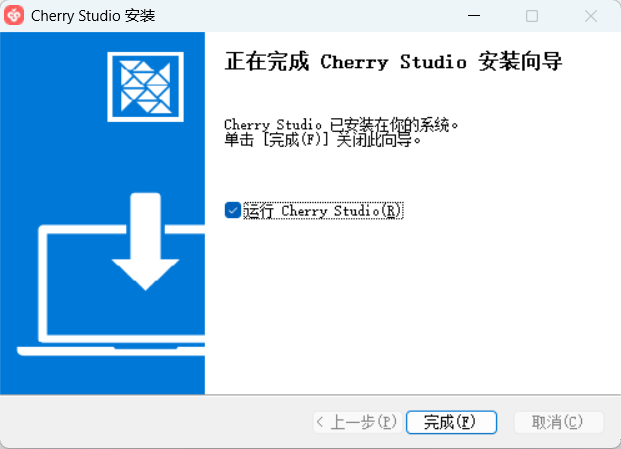 Cherry Studio 安装
正在完成 Cherry Studio 安装向导
Cherry Studio 已安装在你的系统。
单击 [完成(F)] 关闭此向导。
运行 Cherry Studio(R)
< 上一步(P)
完成(F)
取消(C)